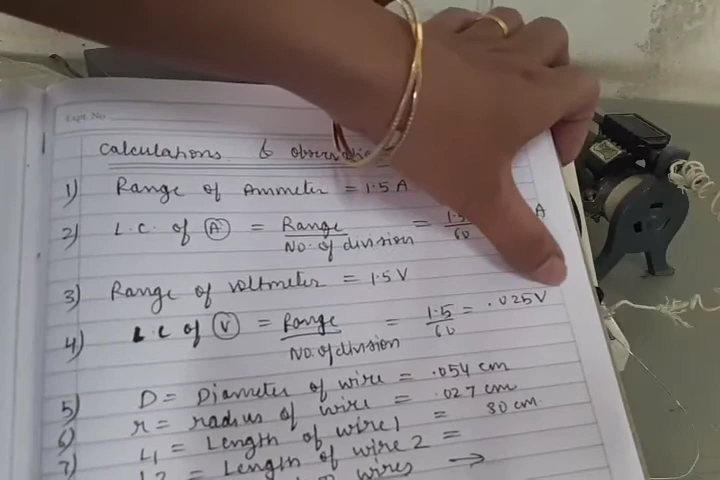 Expt. No.
Calculations & observatio
1) Range of Ammeter = 1.5 A
2) L.C. of (A) = Range / No. of division = 1.5 / 60 A
3) Range of voltmeter = 1.5 V
4) L.C of (V) = Range / No. of division = 1.5 / 60 = .025V
5) D = Diameter of wire = .054 cm
6) r = radius of wire = .027 cm
7) L1 = Length of wire 1 = 80 cm
L2 = Length of wire 2 =
wires →